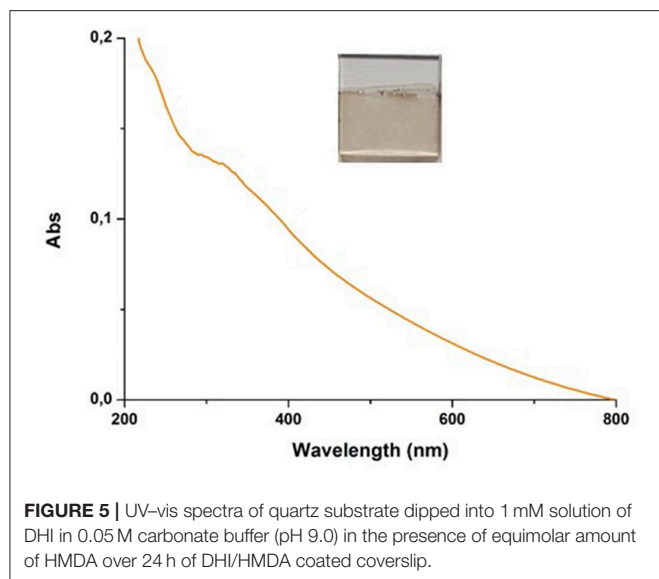 0,2
0,1
0,0
Abs
200
400
600
800
Wavelength (nm)
FIGURE 5 | UV–vis spectra of quartz substrate dipped into 1 mM solution of
DHI in 0.05 M carbonate buffer (pH 9.0) in the presence of equimolar amount
of HMDA over 24 h of DHI/HMDA coated coverslip.